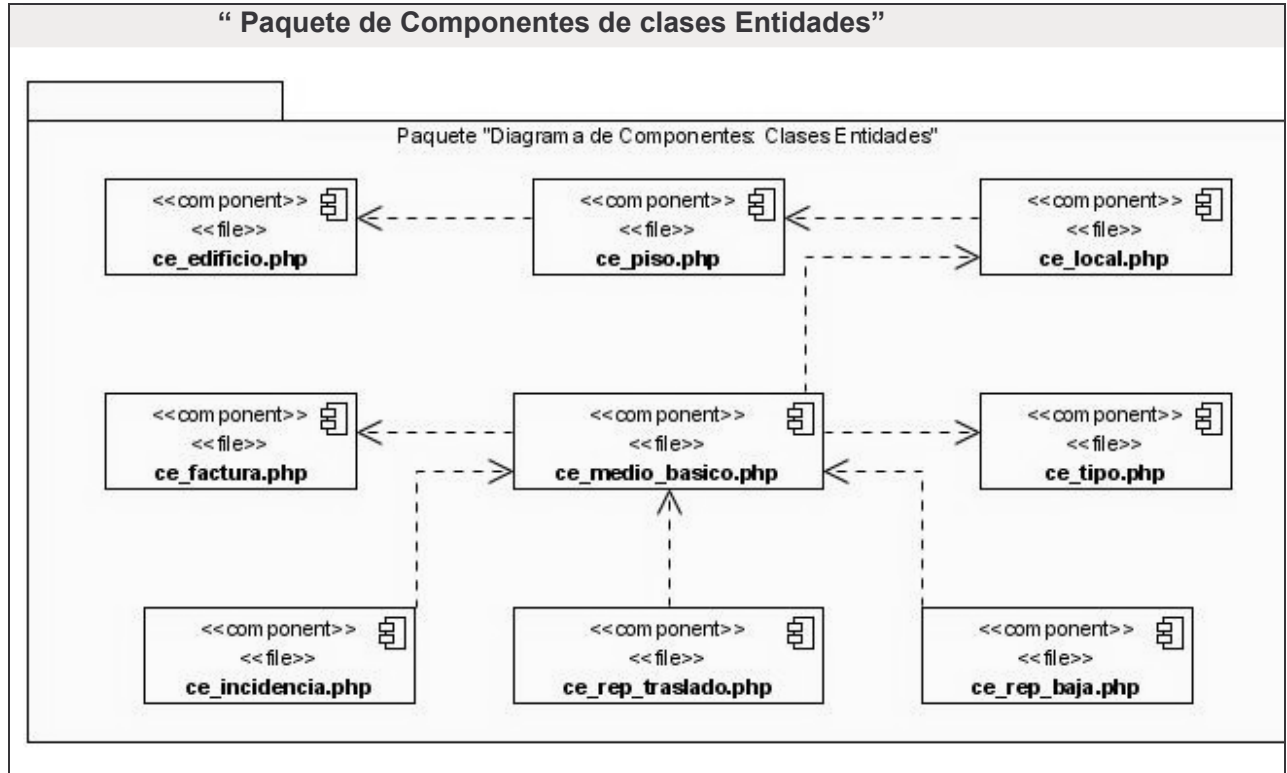 “ Paquete de Componentes de clases Entidades”
Paquete "Diagrama de Componentes: Clases Entidades"
<<component>>
<<file>>
ce_edificio.php
<<component>>
<<file>>
ce_piso.php
<<component>>
<<file>>
ce_local.php
<<component>>
<<file>>
ce_factura.php
<<component>>
<<file>>
ce_medio_basico.php
<<component>>
<<file>>
ce_tipo.php
<<component>>
<<file>>
ce_incidencia.php
<<component>>
<<file>>
ce_rep_traslado.php
<<component>>
<<file>>
ce_rep_baja.php